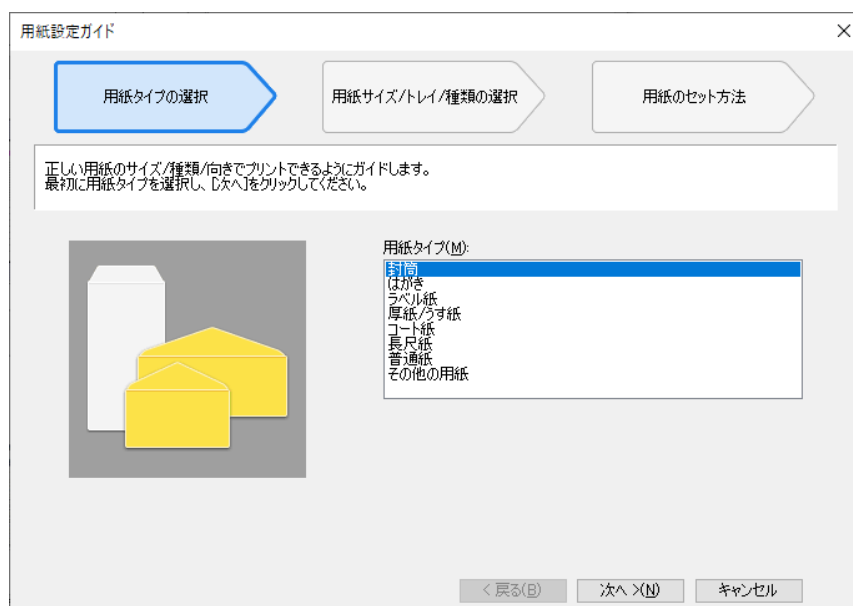 用紙設定ガイド
用紙タイプの選択
用紙サイズ/トレイ/種類の選択
用紙のセット方法
正しい用紙のサイズ/種類/向きでプリントできるようにガイドします。
最初に用紙タイプを選択し、[次へ]をクリックしてください。
用紙タイプ(M):
封筒
はがき
ラベル紙
厚紙/うす紙
コート紙
長尺紙
普通紙
その他の用紙
< 戻る(B)
次へ >(N)
キャンセル